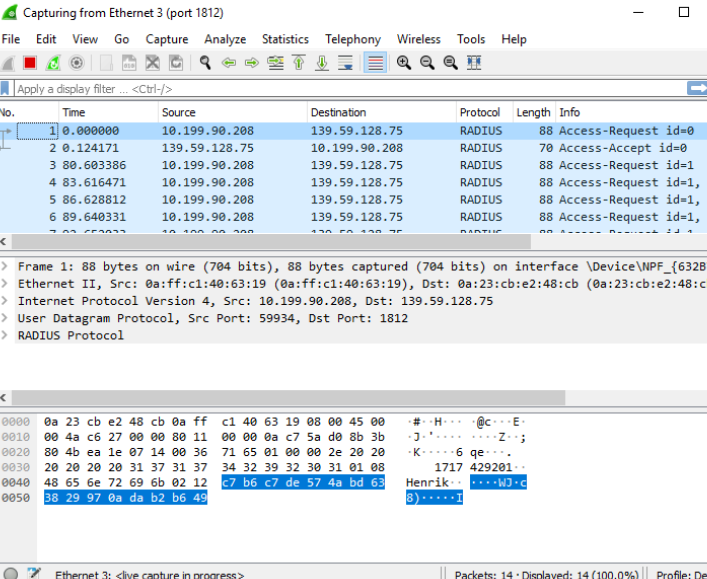 Capturing from Ethernet 3 (port 1812)
File Edit View Go Capture Analyze Statistics Telephony Wireless Tools Help
Apply a display filter ... <Ctrl-/>
No. Time Source Destination Protocol Length Info
1 0.000000 10.199.90.208 139.59.128.75 RADIUS 88 Access-Request id=0
2 0.124171 139.59.128.75 10.199.90.208 RADIUS 70 Access-Accept id=0
3 80.603386 10.199.90.208 139.59.128.75 RADIUS 88 Access-Request id=1
4 83.616471 10.199.90.208 139.59.128.75 RADIUS 88 Access-Request id=1,
5 86.628812 10.199.90.208 139.59.128.75 RADIUS 88 Access-Request id=1,
6 89.640331 10.199.90.208 139.59.128.75 RADIUS 88 Access-Request id=1,
Frame 1: 88 bytes on wire (704 bits), 88 bytes captured (704 bits) on interface \Device\NPF_{632B
Ethernet II, Src: 0a:ff:c1:40:63:19 (0a:ff:c1:40:63:19), Dst: 0a:23:cb:e2:48:cb (0a:23:cb:e2:48:c
Internet Protocol Version 4, Src: 10.199.90.208, Dst: 139.59.128.75
User Datagram Protocol, Src Port: 59934, Dst Port: 1812
RADIUS Protocol
0000 0a 23 cb e2 48 cb 0a ff c1 40 63 19 08 00 45 00 ·#··H··· ·@c···E·
0010 00 4a c6 27 00 00 80 11 00 00 0a c7 5a d0 8b 3b ·J·'···· ····Z··;
0020 80 4b ea 1e 07 14 00 36 71 65 01 00 00 2e 20 20 ·K·····6 qe···.
0030 20 20 20 20 31 37 31 37 34 32 39 32 30 31 01 08 1717 429201··
0040 48 65 6e 72 69 6b 02 12 c7 b6 c7 de 57 4a bd 63 Henrik·· ····WJ·c
0050 38 29 97 0a da b2 b6 49 8)·····I
Ethernet 3: <live capture in progress> Packets: 14 · Displayed: 14 (100.0%) Profile: De